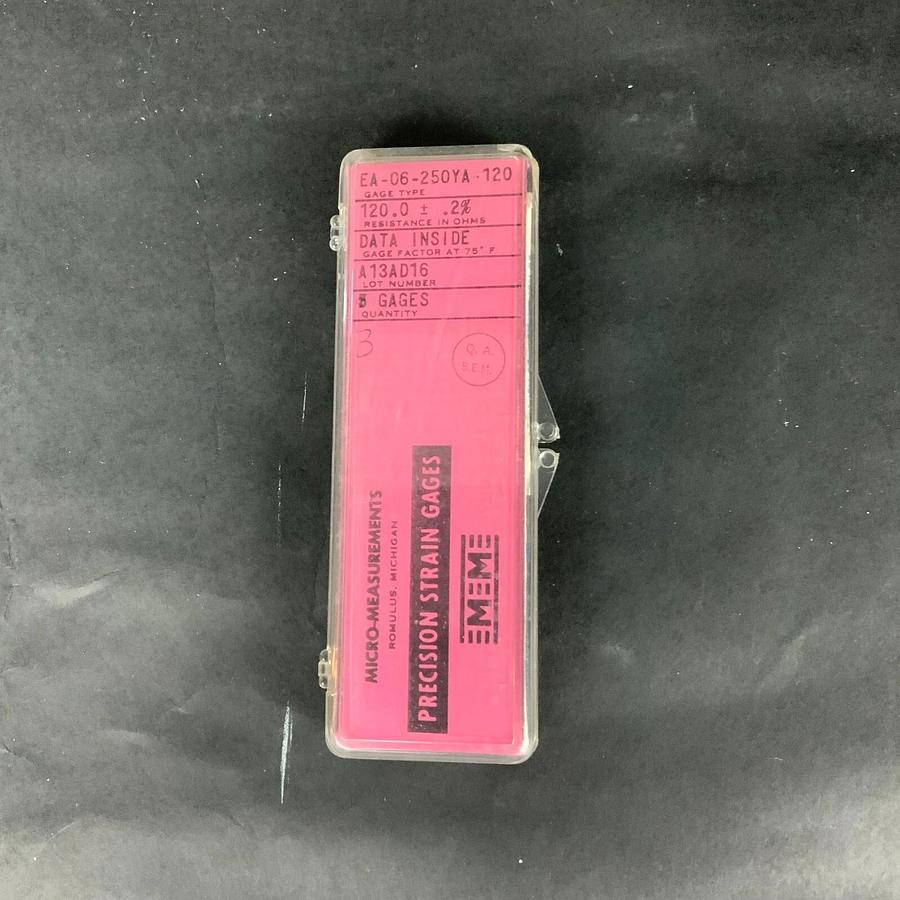 EA-06-250YA-120
GAGE TYPE
120.0 ± .2%
RESISTANCE IN OHMS
DATA INSIDE
GAGE FACTOR AT 75° F
A13AD16
LOT NUMBER
GAGES
QUANTITY
3
Q. A.
MICRO-MEASUREMENTS
ROMULUS, MICHIGAN
PRECISION STRAIN GAGES
MM